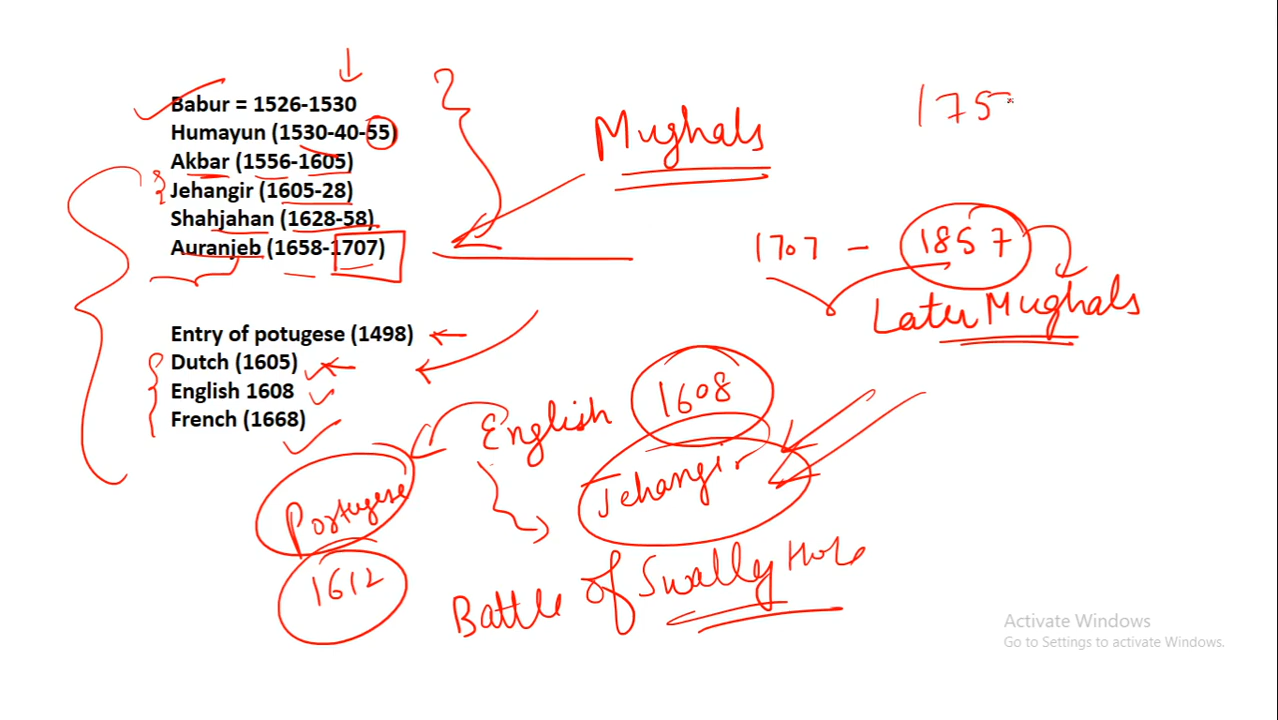 Babur = 1526-1530
Humayun (1530-40-55)
Akbar (1556-1605)
Jehangir (1605-28)
Shahjahan (1628-58)
Auranjeb (1658-1707)
Mughals
175
1707 - 1857
Later Mughals
Entry of potugese (1498)
Dutch (1605)
English 1608
French (1668)
English 1608
Jehangir
Portugese
1612
Battle of Swally Hole
Activate Windows
Go to Settings to activate Windows.